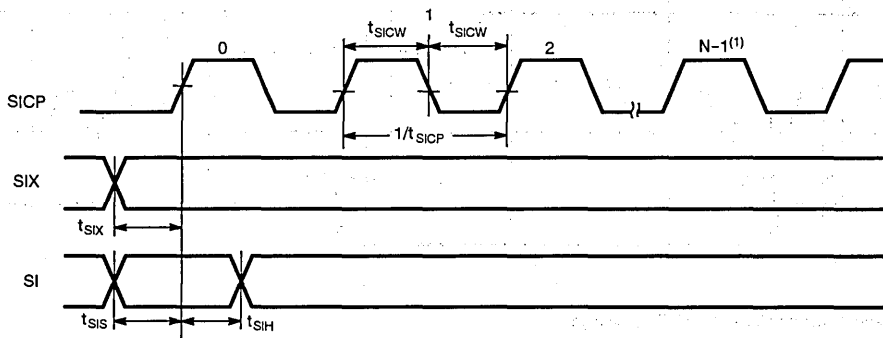 1
tSICW tSICW
0 2 N-1(1)
SICP
1/tSICP
SIX
tSIX
SI
tSIS tSIH